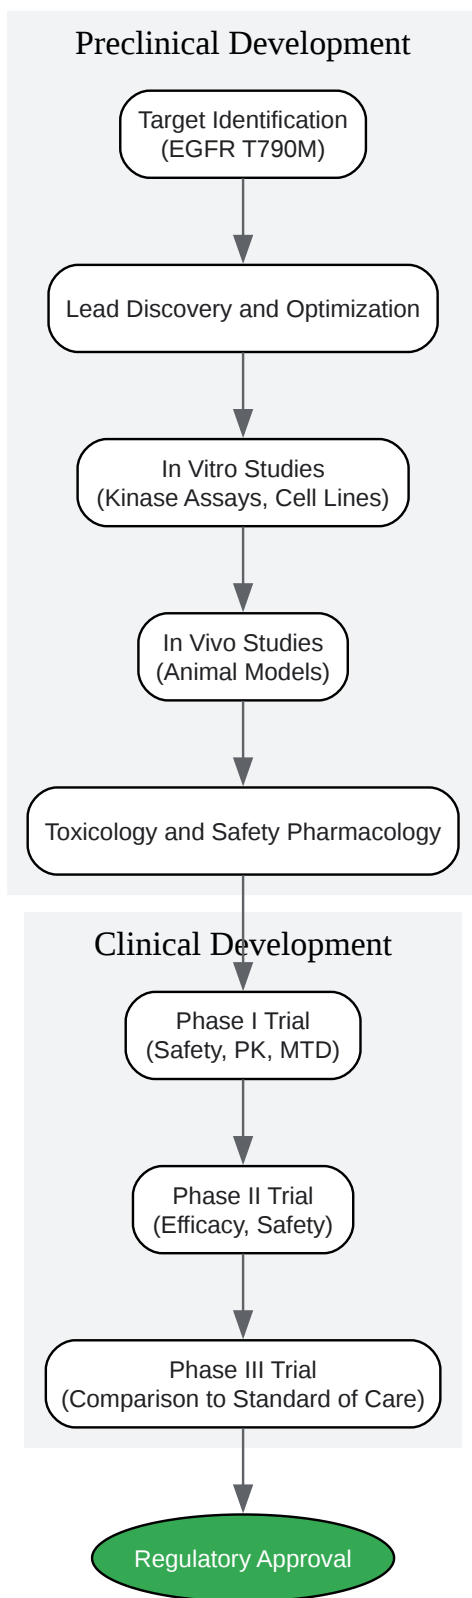 Preclinical Development
Target Identification
(EGFR T790M)
Lead Discovery and Optimization
In Vitro Studies
(Kinase Assays, Cell Lines)
In Vivo Studies
(Animal Models)
Toxicology and Safety Pharmacology
Clinical Development
Phase I Trial
(Safety, PK, MTD)
Phase II Trial
(Efficacy, Safety)
Phase III Trial
(Comparison to Standard of Care)
Regulatory Approval